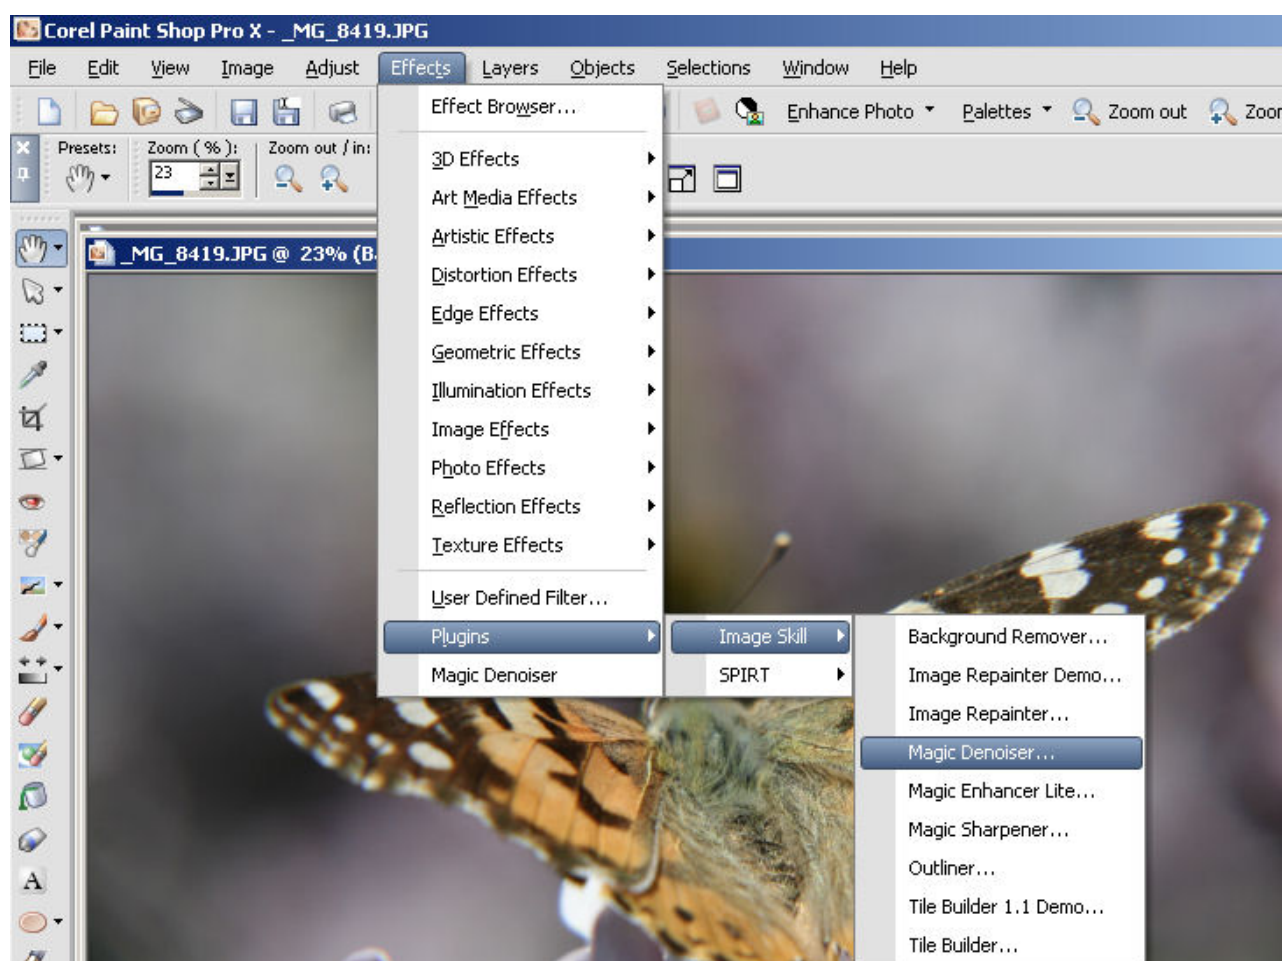 Corel Paint Shop Pro X - _MG_8419.JPG
File Edit View Image Adjust Effects Layers Objects Selections Window Help
Enhance Photo Palettes Zoom out
Presets: Zoom ( % ): Zoom out / in:
23
_MG_8419.JPG @ 23% (B
Effect Browser...
3D Effects
Art Media Effects
Artistic Effects
Distortion Effects
Edge Effects
Geometric Effects
Illumination Effects
Image Effects
Photo Effects
Reflection Effects
Texture Effects
User Defined Filter...
Plugins
Magic Denoiser
Image Skill
SPIRT
Background Remover...
Image Repainter Demo...
Image Repainter...
Magic Denoiser...
Magic Enhancer Lite...
Magic Sharpener...
Outliner...
Tile Builder 1.1 Demo...
Tile Builder...
A